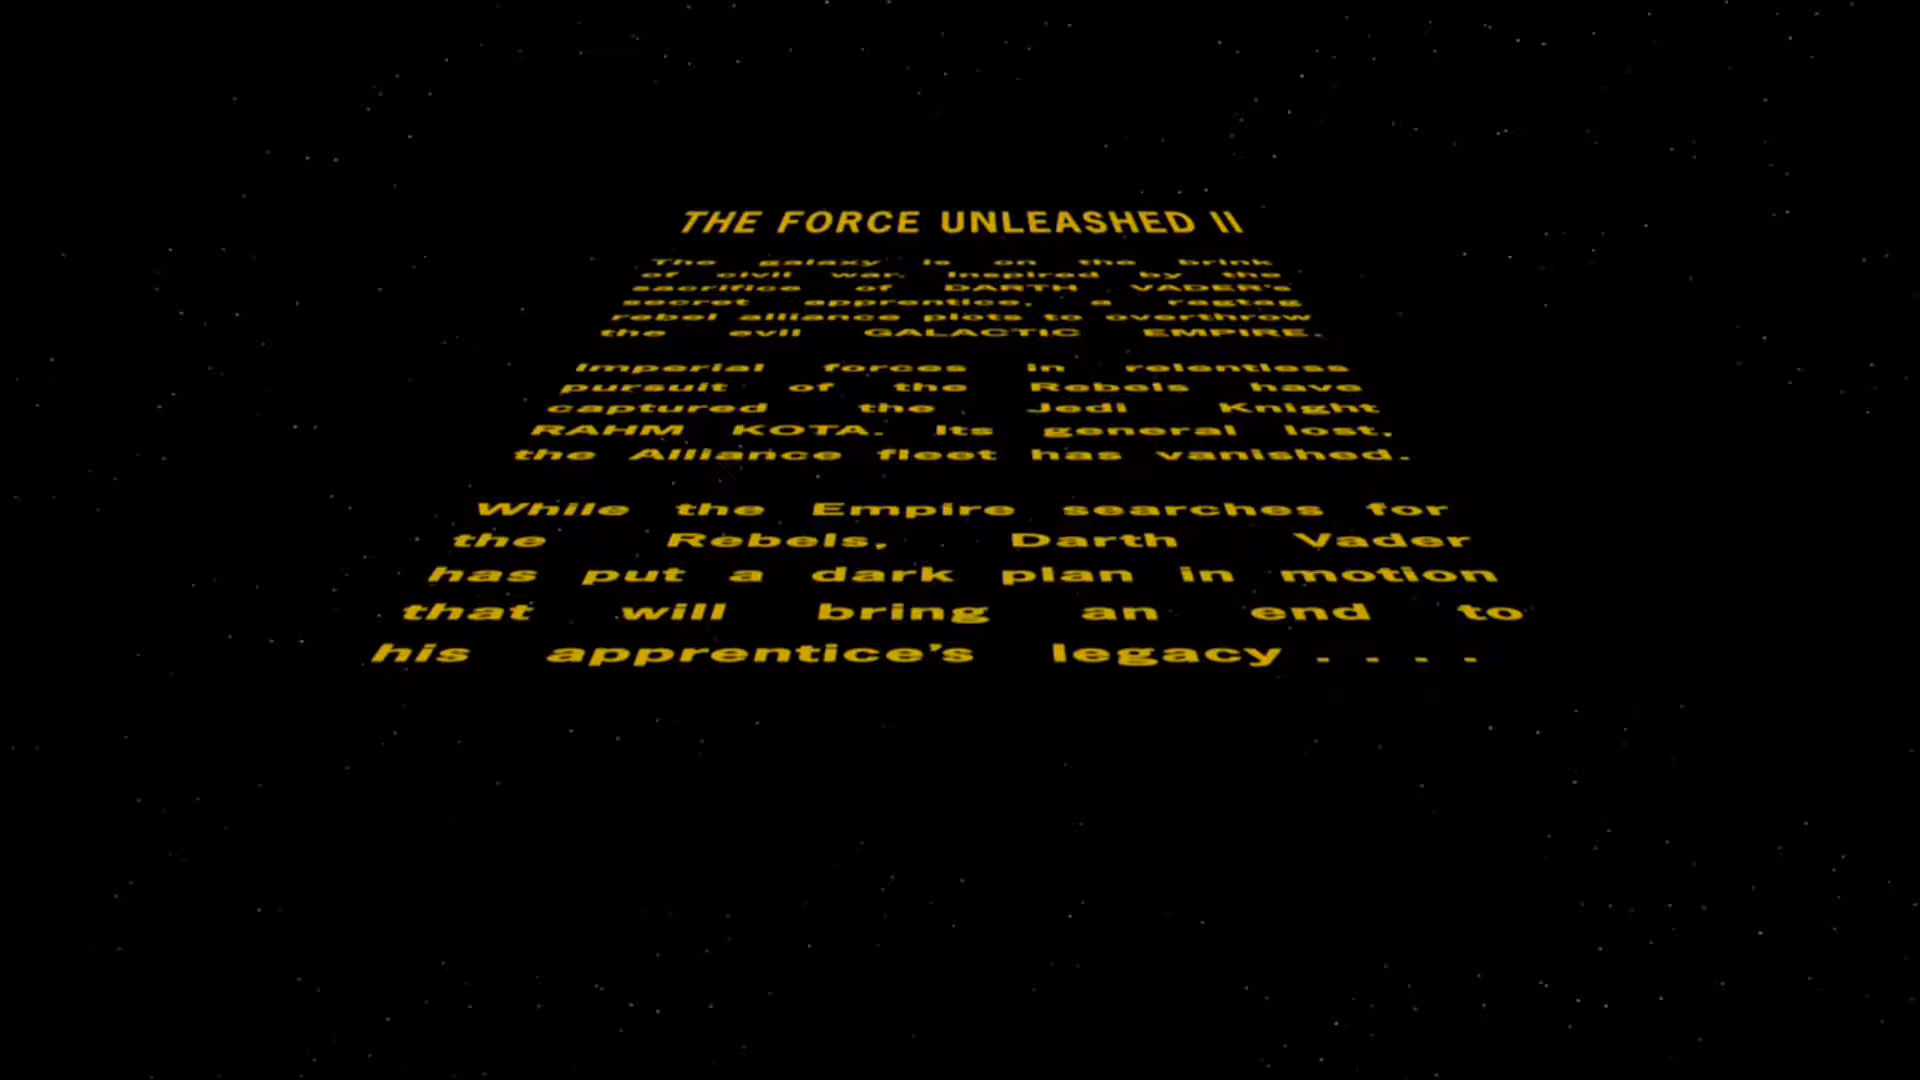 THE FORCE UNLEASHED II
The galaxy is on the brink
of civil war. Inspired by the
sacrifice of DARTH VADER's
secret apprentice, a ragtag
rebel alliance plots to overthrow
the evil GALACTIC EMPIRE.
Imperial forces in relentless
pursuit of the Rebels have
captured the Jedi Knight
RAHM KOTA. Its general lost,
the Alliance fleet has vanished.
While the Empire searches for
the Rebels, Darth Vader
has put a dark plan in motion
that will bring an end to
his apprentice's legacy . . . .